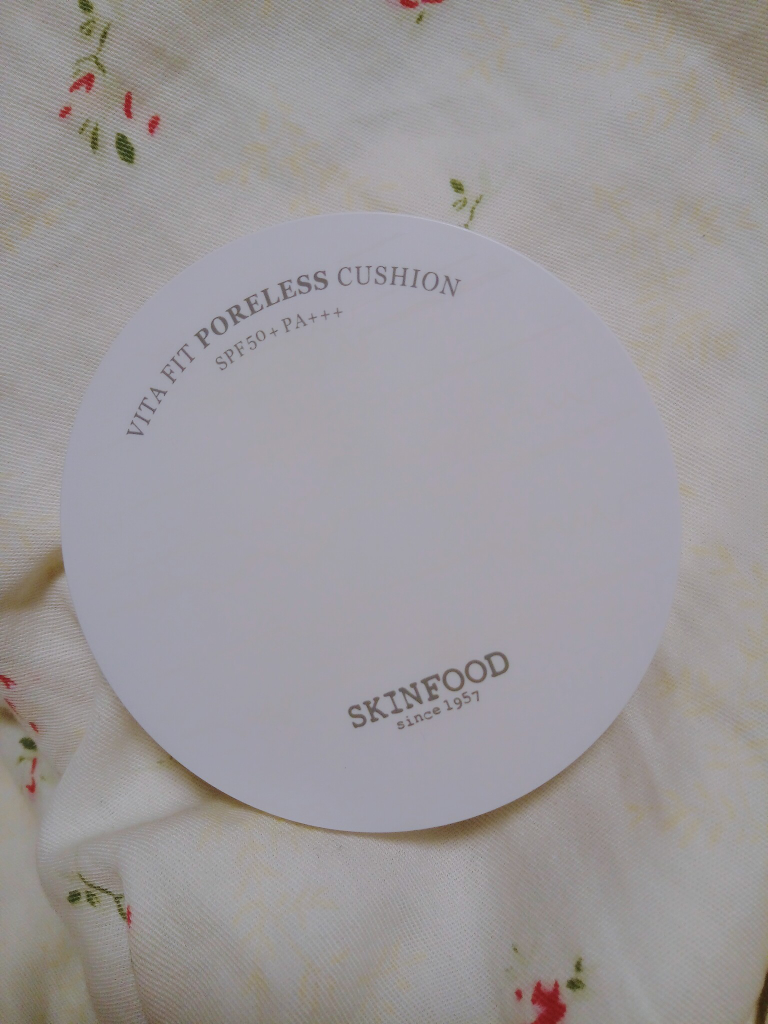 VITA FIT PORELESS CUSHION
SPF50+ PA+++
SKINFOOD
since 1957